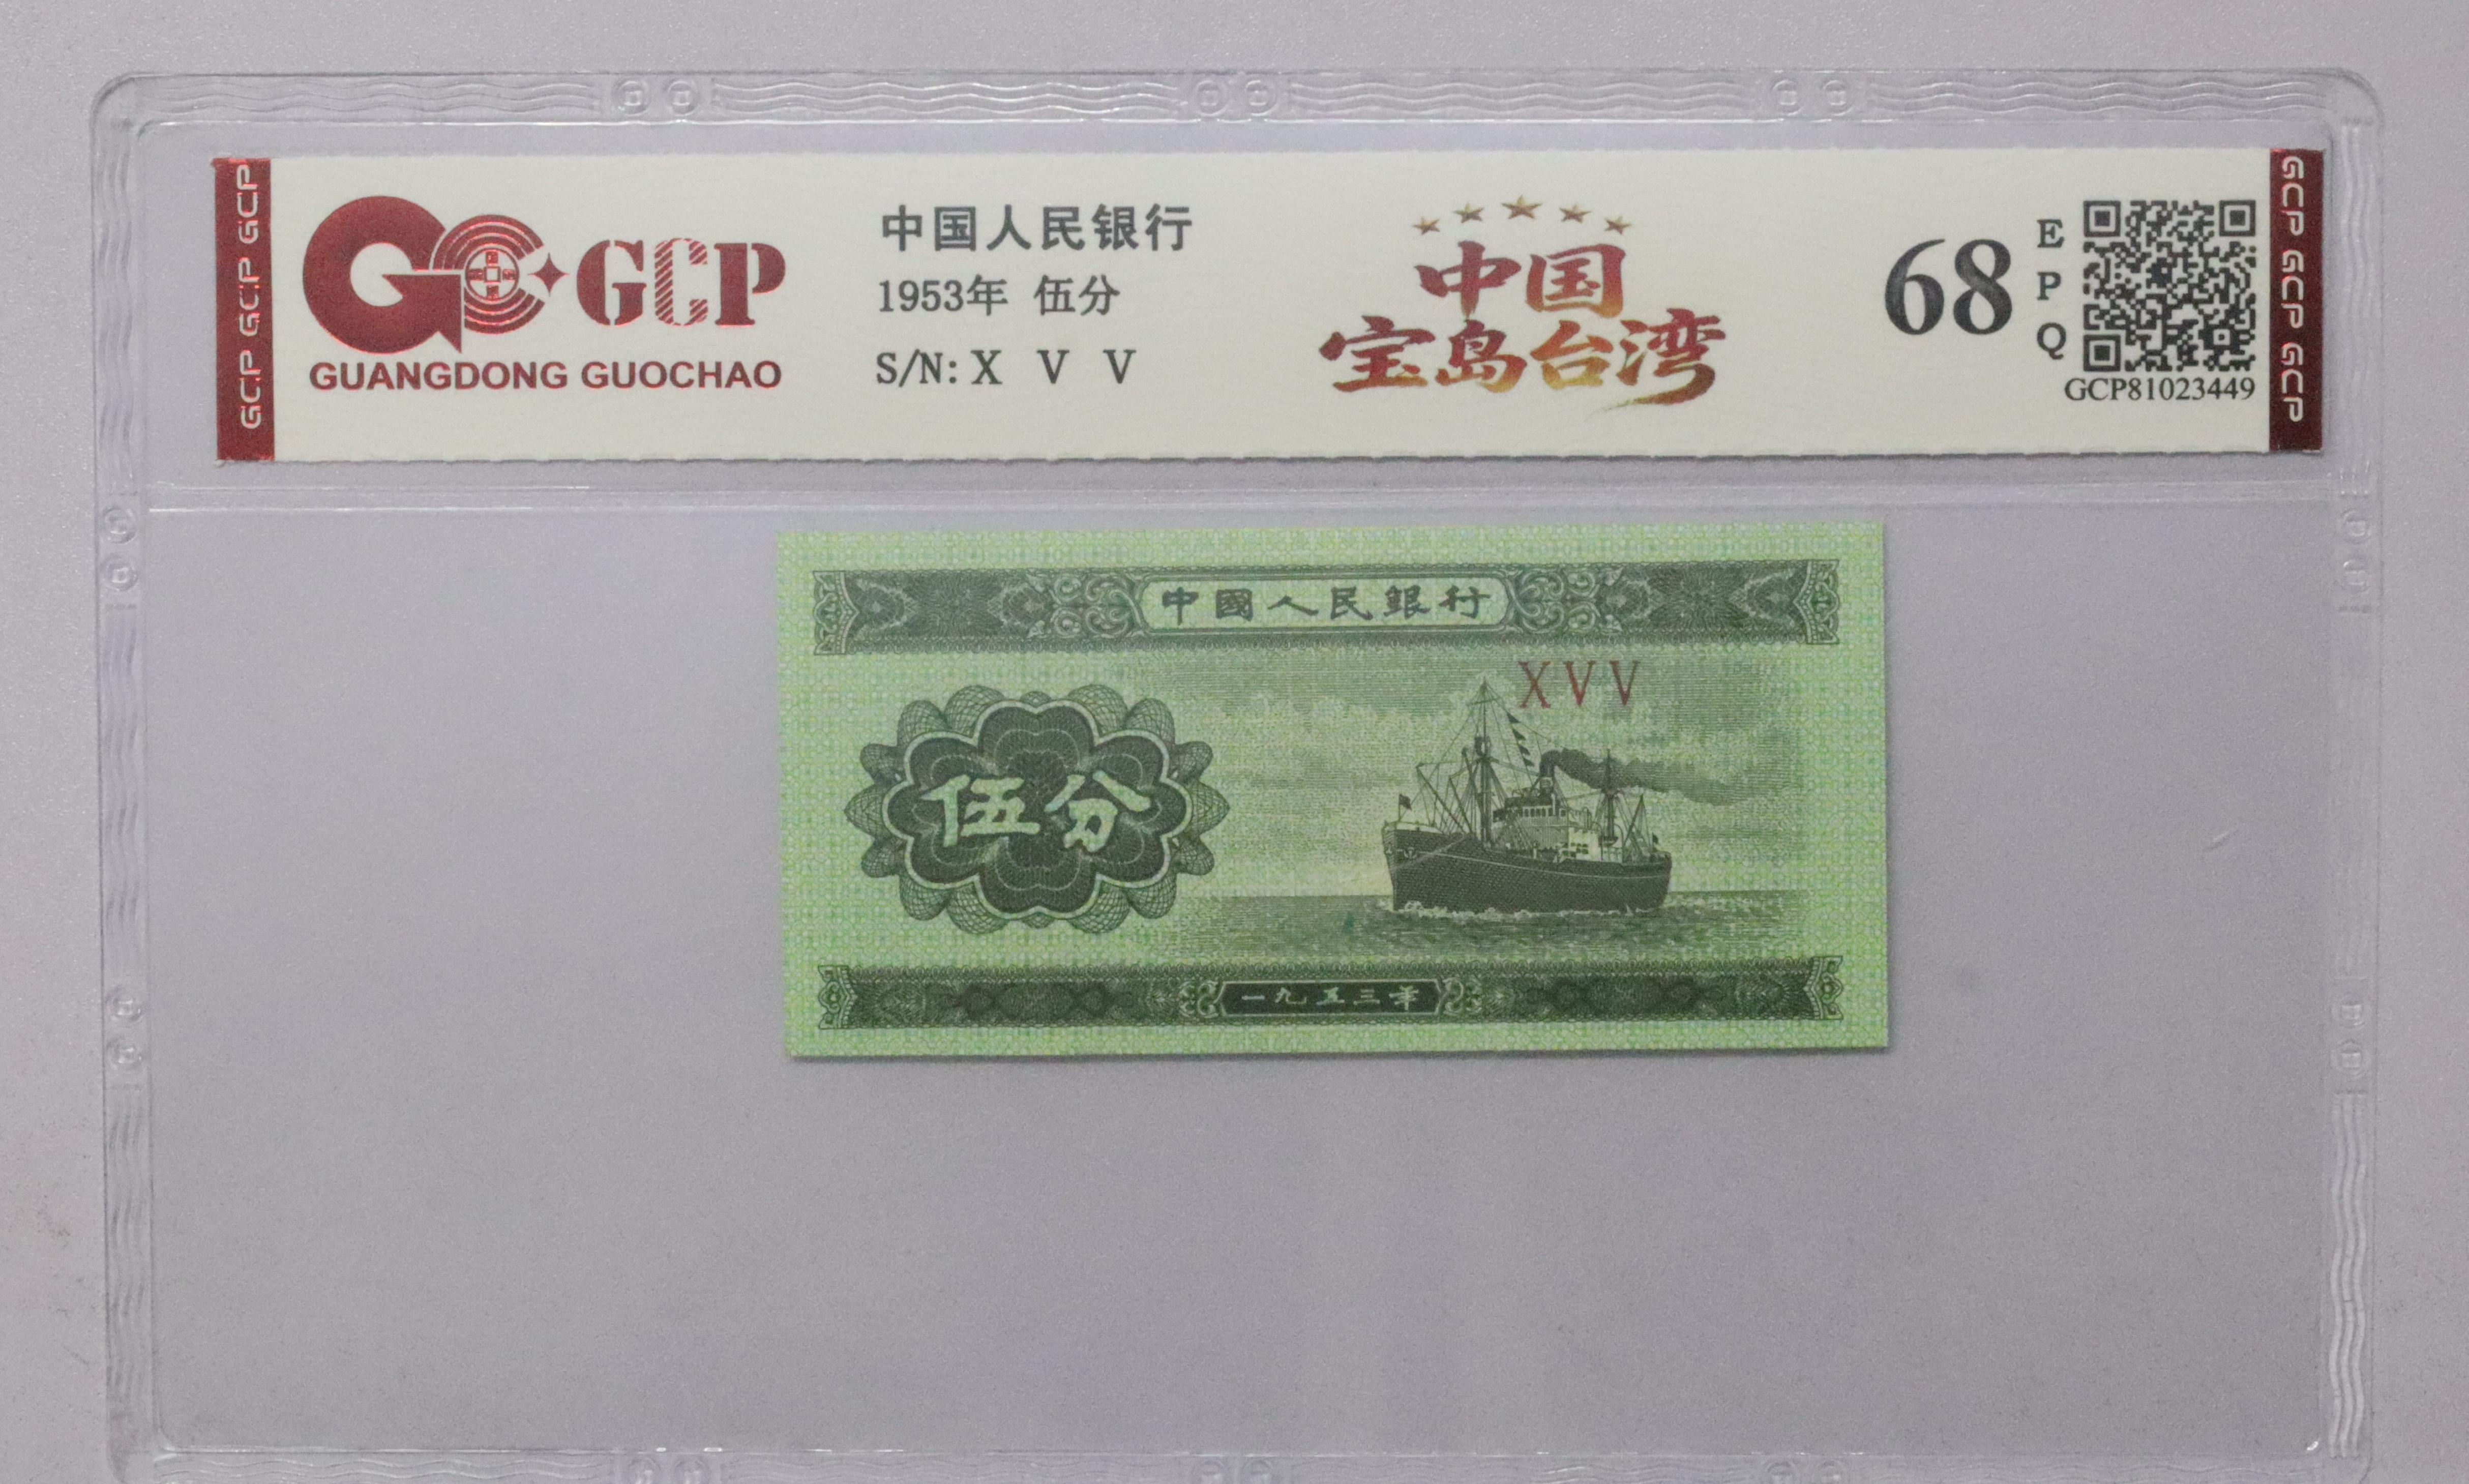 GCP GCP GCP
GCP
GUANGDONG GUOCHAO
中国人民银行
1953年 伍分
S/N: X V V
中国
宝岛台湾
68
E
P
Q
GCP81023449
GCP GCP GCP
中國人民銀行
XVV
伍分
一九五三年